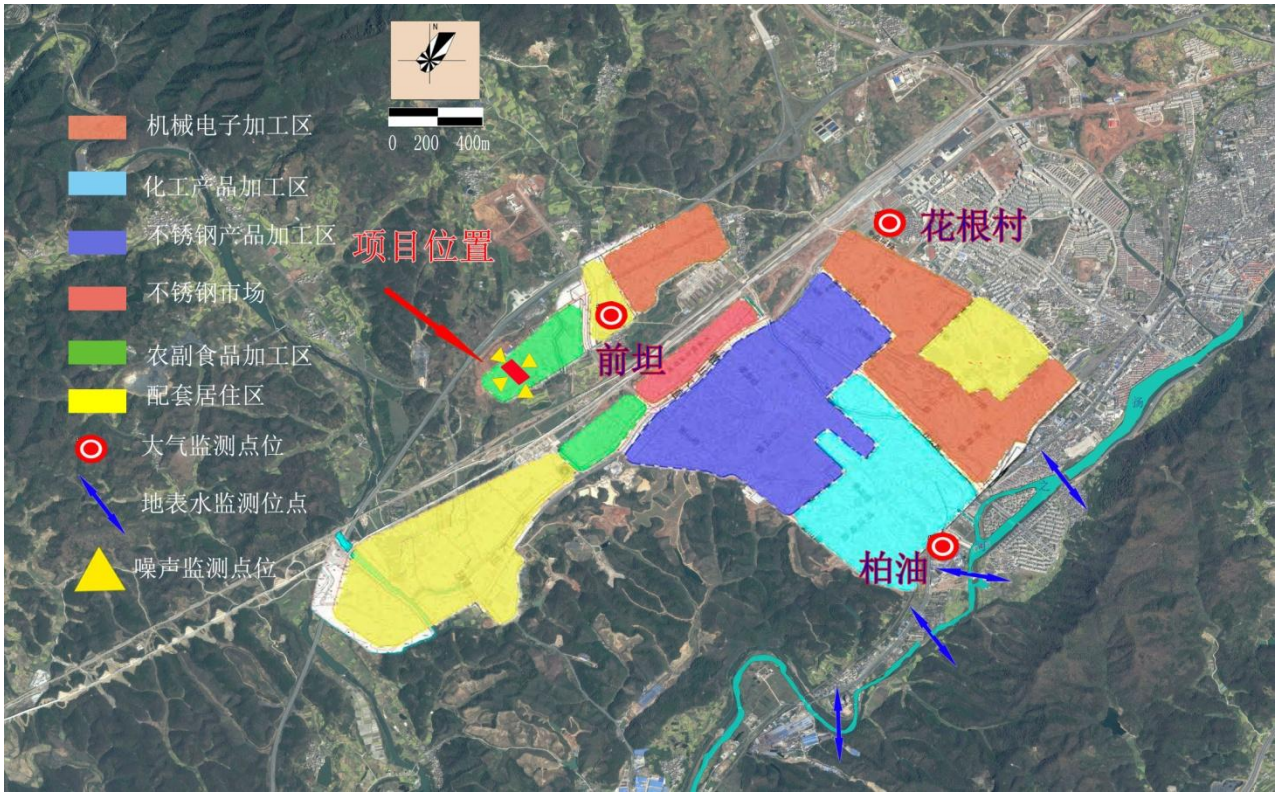 N
0 200 400m
机械电子加工区
化工产品加工区
不锈钢产品加工区
不锈钢市场
农副食品加工区
配套居住区
大气监测点位
地表水监测位点
噪声监测点位
项目位置
花根村
前坦
柏油